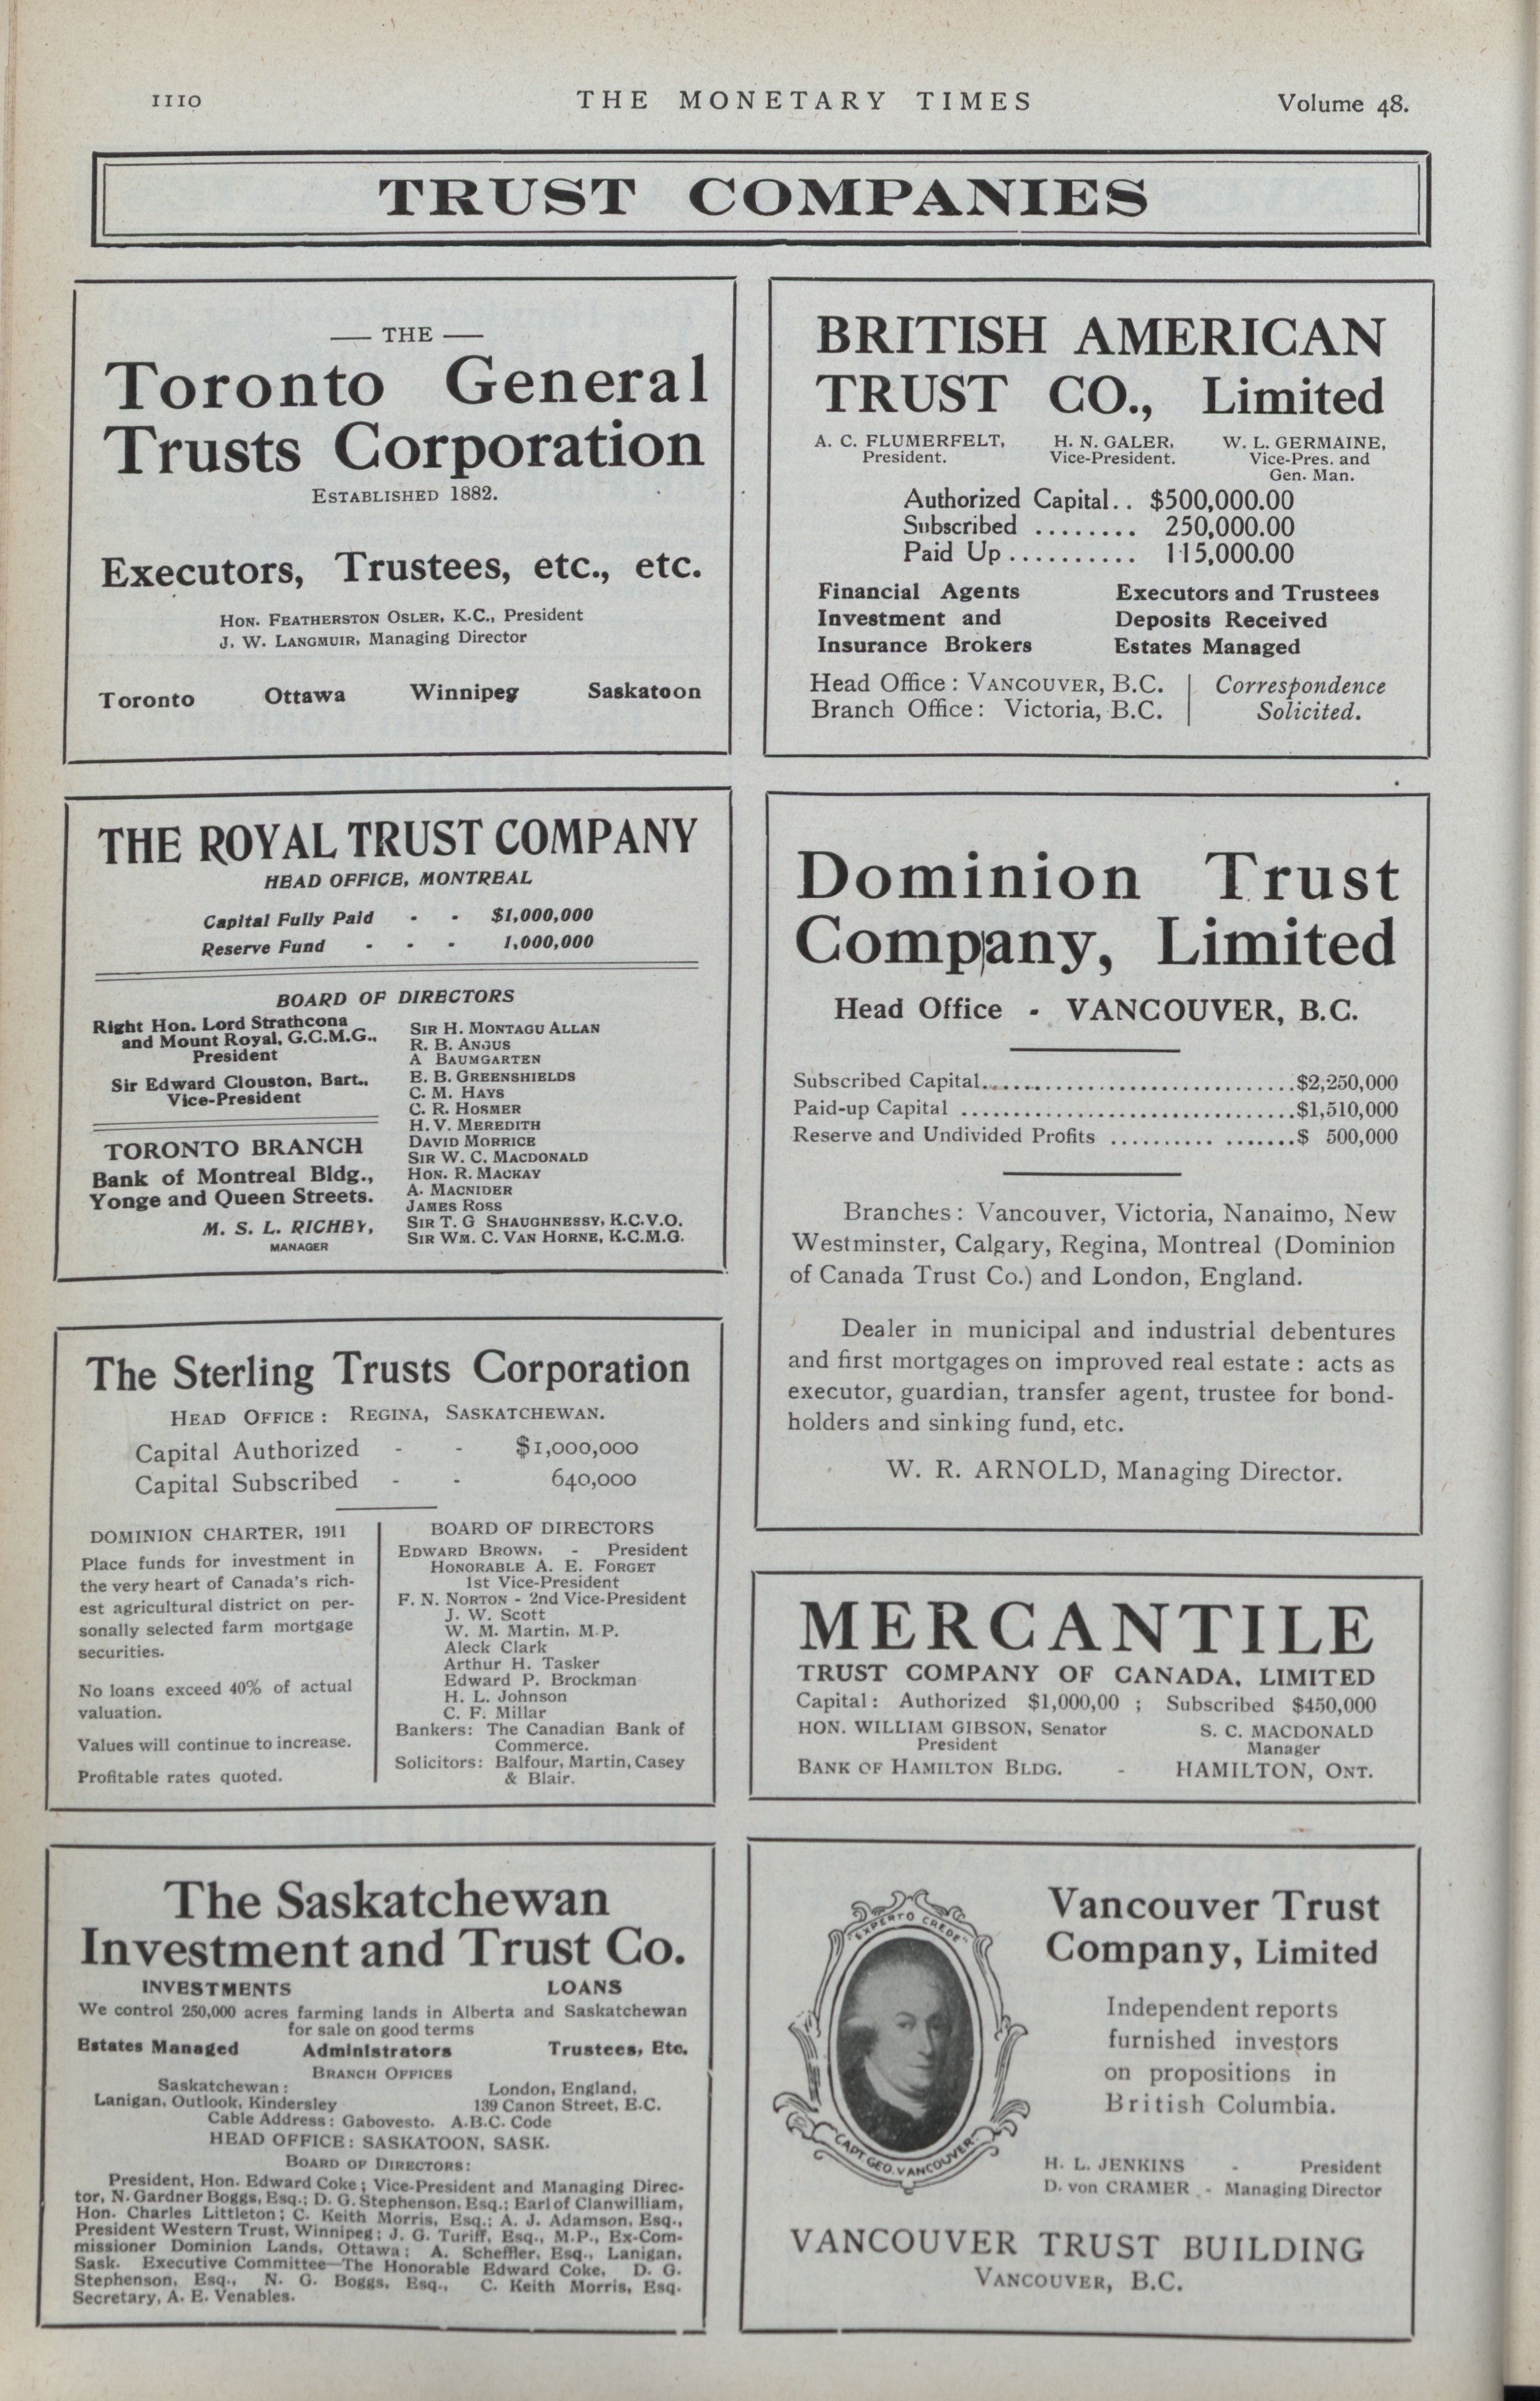 1110 THE MONETARY TIMES Volume 48.
TRUST COMPANIES
— THE —
Toronto General
Trusts Corporation
ESTABLISHED 1882.
Executors, Trustees, etc., etc.
HON. FEATHERSTON OSLER, K.C., President
J. W. LANGMUIR, Managing Director
Toronto Ottawa Winnipeg Saskatoon
BRITISH AMERICAN
TRUST CO., Limited
A. C. FLUMERFELT, H. N. GALER, W. L. GERMAINE,
President. Vice-President. Vice-Pres. and
Gen. Man.
Authorized Capital.. $500,000.00
Subscribed ........ 250,000.00
Paid Up .......... 115,000.00
Financial Agents Executors and Trustees
Investment and Deposits Received
Insurance Brokers Estates Managed
Head Office : VANCOUVER, B.C. Correspondence
Branch Office : Victoria, B.C. Solicited.
THE ROYAL TRUST COMPANY
HEAD OFFICE, MONTREAL
Capital Fully Paid - - $1,000,000
Reserve Fund - - - 1,000,000
BOARD OF DIRECTORS
Right Hon. Lord Strathcona
and Mount Royal, G.C.M.G.,
President
Sir Edward Clouston, Bart.,
Vice-President
TORONTO BRANCH
Bank of Montreal Bldg.,
Yonge and Queen Streets.
M. S. L. RICHEY,
MANAGER
SIR H. MONTAGU ALLAN
R. B. ANGUS
A BAUMGARTEN
E. B. GREENSHIELDS
C. M. HAYS
C. R. HOSMER
H. V. MEREDITH
DAVID MORRICE
SIR W. C. MACDONALD
HON. R. MACKAY
A. MACNIDER
JAMES ROSS
SIR T. G SHAUGHNESSY, K.C.V.O.
SIR WM. C. VAN HORNE, K.C.M.G.
Dominion Trust
Company, Limited
Head Office - VANCOUVER, B.C.
Subscribed Capital..............................$2,250,000
Paid-up Capital ................................$1,510,000
Reserve and Undivided Profits .......... .......$ 500,000
Branches : Vancouver, Victoria, Nanaimo, New
Westminster, Calgary, Regina, Montreal (Dominion
of Canada Trust Co.) and London, England.
Dealer in municipal and industrial debentures
and first mortgages on improved real estate : acts as
executor, guardian, transfer agent, trustee for bond-
holders and sinking fund, etc.
W. R. ARNOLD, Managing Director.
The Sterling Trusts Corporation
HEAD OFFICE : REGINA, SASKATCHEWAN.
Capital Authorized - - $1,000,000
Capital Subscribed - - 640,000
DOMINION CHARTER, 1911
Place funds for investment in
the very heart of Canada's rich-
est agricultural district on per-
sonally selected farm mortgage
securities.
No loans exceed 40% of actual
valuation.
Values will continue to increase.
Profitable rates quoted.
BOARD OF DIRECTORS
EDWARD BROWN, - President
HONORABLE A. E. FORGET
1st Vice-President
F. N. NORTON - 2nd Vice-President
J. W. Scott
W. M. Martin, M.P.
Aleck Clark
Arthur H. Tasker
Edward P. Brockman
H. L. Johnson
C. F. Millar
Bankers: The Canadian Bank of
Commerce.
Solicitors: Balfour, Martin, Casey
& Blair.
MERCANTILE
TRUST COMPANY OF CANADA, LIMITED
Capital : Authorized $1,000,00 ; Subscribed $450,000
HON. WILLIAM GIBSON, Senator S. C. MACDONALD
President Manager
BANK OF HAMILTON BLDG. - HAMILTON, ONT.
The Saskatchewan
Investment and Trust Co.
INVESTMENTS LOANS
We control 250,000 acres farming lands in Alberta and Saskatchewan
for sale on good terms
Estates Managed Administrators Trustees, Etc.
BRANCH OFFICES
Saskatchewan : London, England,
Lanigan, Outlook, Kindersley 139 Canon Street, E.C.
Cable Address : Gabovesto. A.B.C. Code
HEAD OFFICE: SASKATOON, SASK.
BOARD OF DIRECTORS:
President, Hon. Edward Coke ; Vice-President and Managing Direc-
tor, N. Gardner Boggs, Esq.; D. G. Stephenson, Esq.; Earl of Clanwilliam,
Hon. Charles Littleton ; C. Keith Morris, Esq.; A. J. Adamson, Esq.,
President Western Trust, Winnipeg ; J. G. Turiff, Esq., M.P., Ex-Com-
missioner Dominion Lands, Ottawa ; A. Scheffler, Esq., Lanigan,
Sask. Executive Committee—The Honorable Edward Coke, D. G.
Stephenson, Esq., N. G. Boggs, Esq., C. Keith Morris, Esq.
Secretary, A. E. Venables.
"EXPERTO CREDE"
CAPT. GEO. VANCOUVER.
Vancouver Trust
Company, Limited
Independent reports
furnished investors
on propositions in
British Columbia.
H. L. JENKINS - President
D. von CRAMER - Managing Director
VANCOUVER TRUST BUILDING
VANCOUVER, B.C.